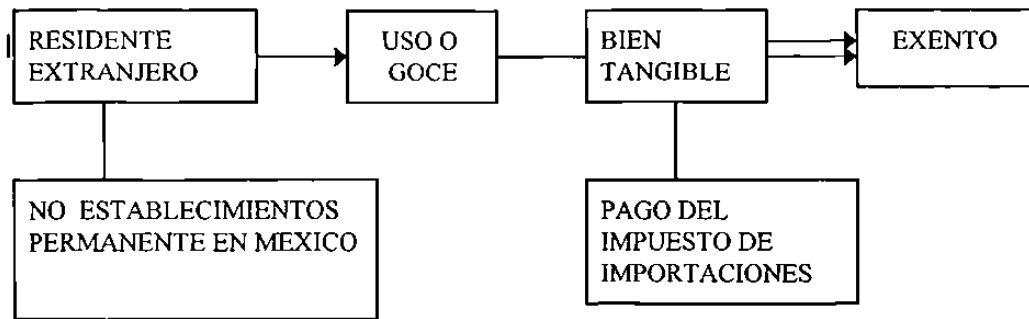 RESIDENTE
EXTRANJERO
USO O
GOCE
BIEN
TANGIBLE
EXENTO
NO ESTABLECIMIENTOS
PERMANENTE EN MEXICO
PAGO DEL
IMPUESTO DE
IMPORTACIONES